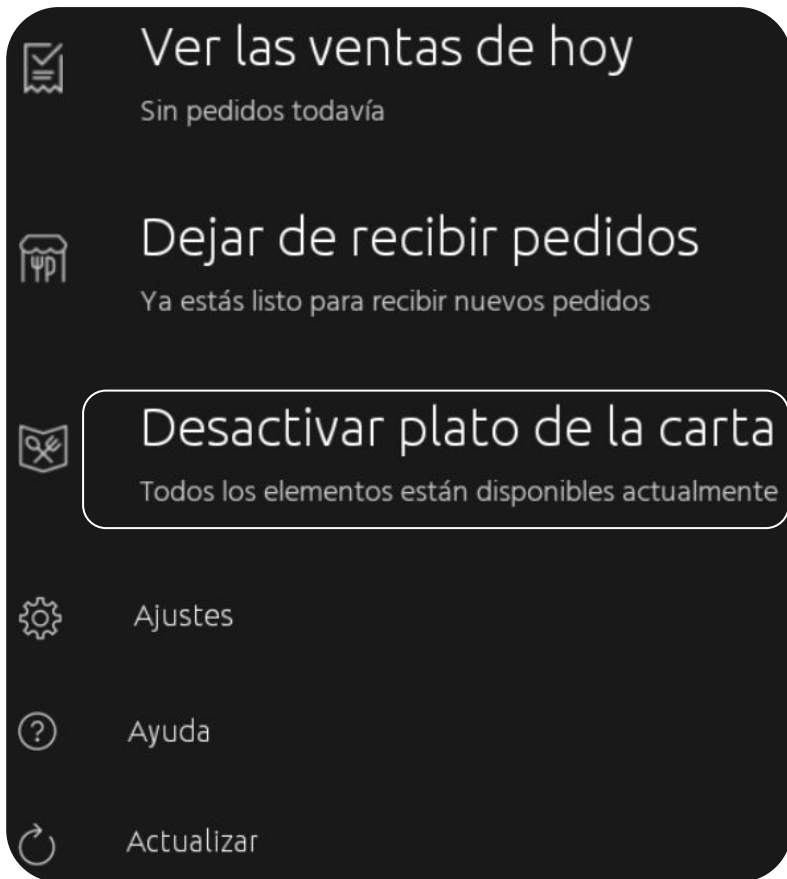 Ver las ventas de hoy
Sin pedidos todavía
Dejar de recibir pedidos
Ya estás listo para recibir nuevos pedidos
Desactivar plato de la carta
Todos los elementos están disponibles actualmente
Ajustes
Ayuda
Actualizar